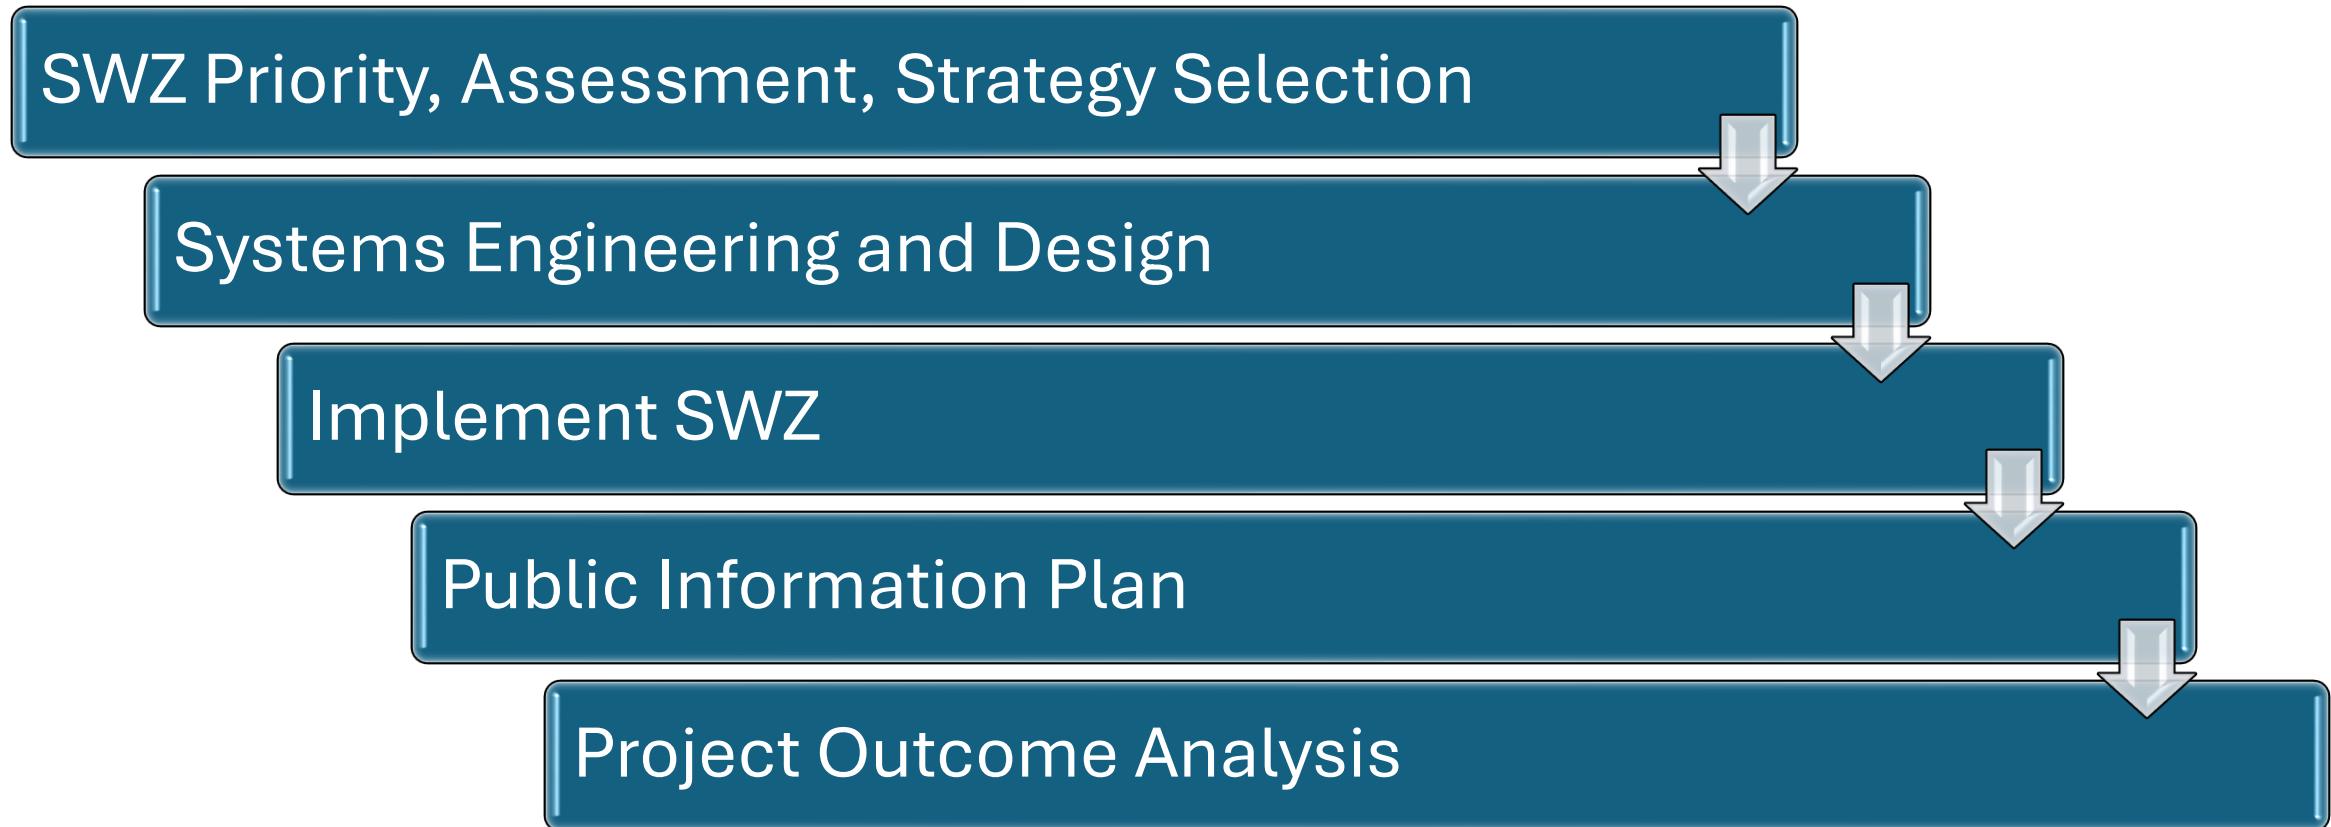 SWZ Priority, Assessment, Strategy Selection
Systems Engineering and Design
Implement SWZ
Public Information Plan
Project Outcome Analysis